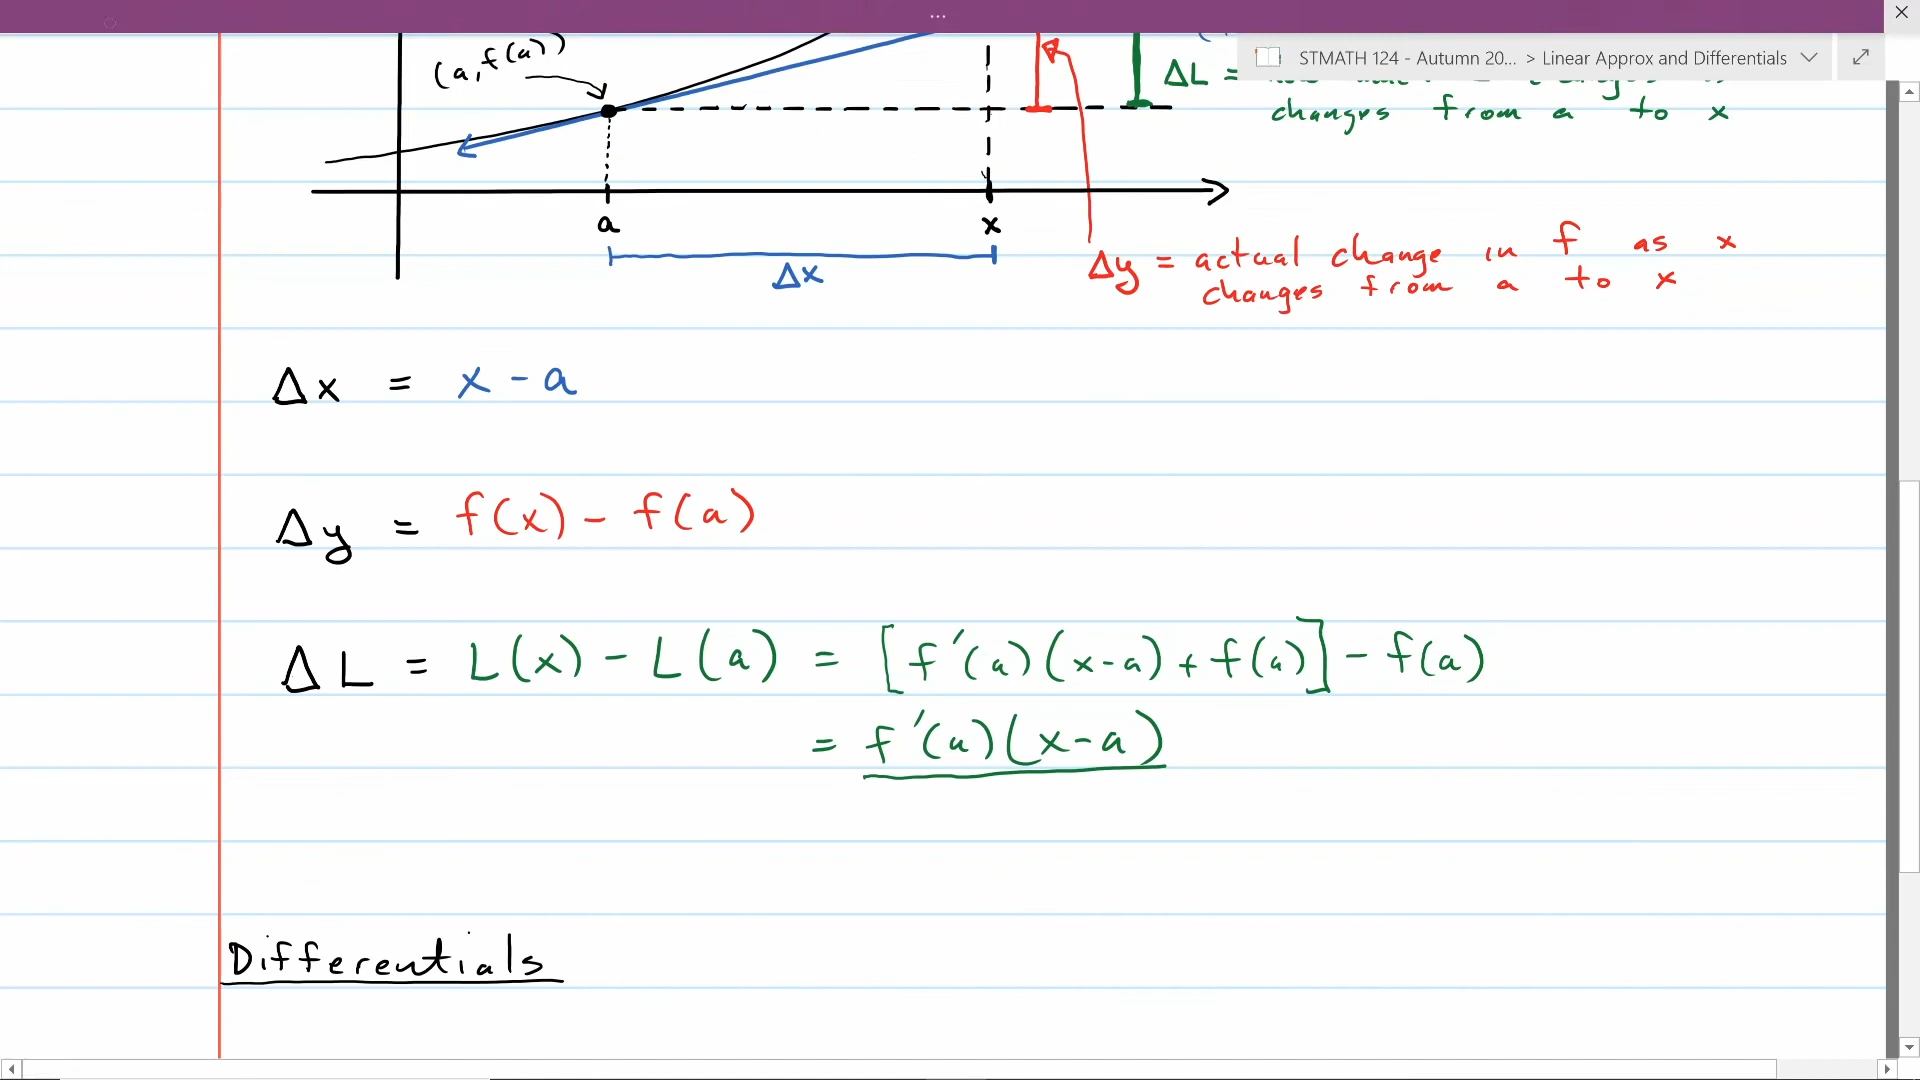 STMATH 124 - Autumn 20... > Linear Approx and Differentials
(a, f(a))
ΔL =
changes from a to x
a
x
Δx
Δy = actual change in f as x
changes from a to x
Δx = x - a
Δy = f(x) - f(a)
ΔL = L(x) - L(a) = [f'(a)(x-a) + f(a)] - f(a)
= f'(a)(x-a)
Differentials